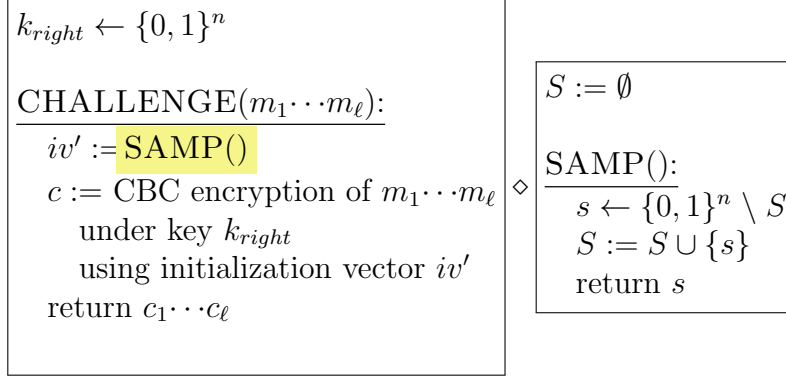 k_{right} ← {0, 1}^n
CHALLENGE(m_1⋯m_ℓ):
iv′ := SAMP()
c := CBC encryption of m_1⋯m_ℓ
under key k_{right}
using initialization vector iv′
return c_1⋯c_ℓ
⋄
S := ∅
SAMP():
s ← {0, 1}^n \ S
S := S ∪ {s}
return s